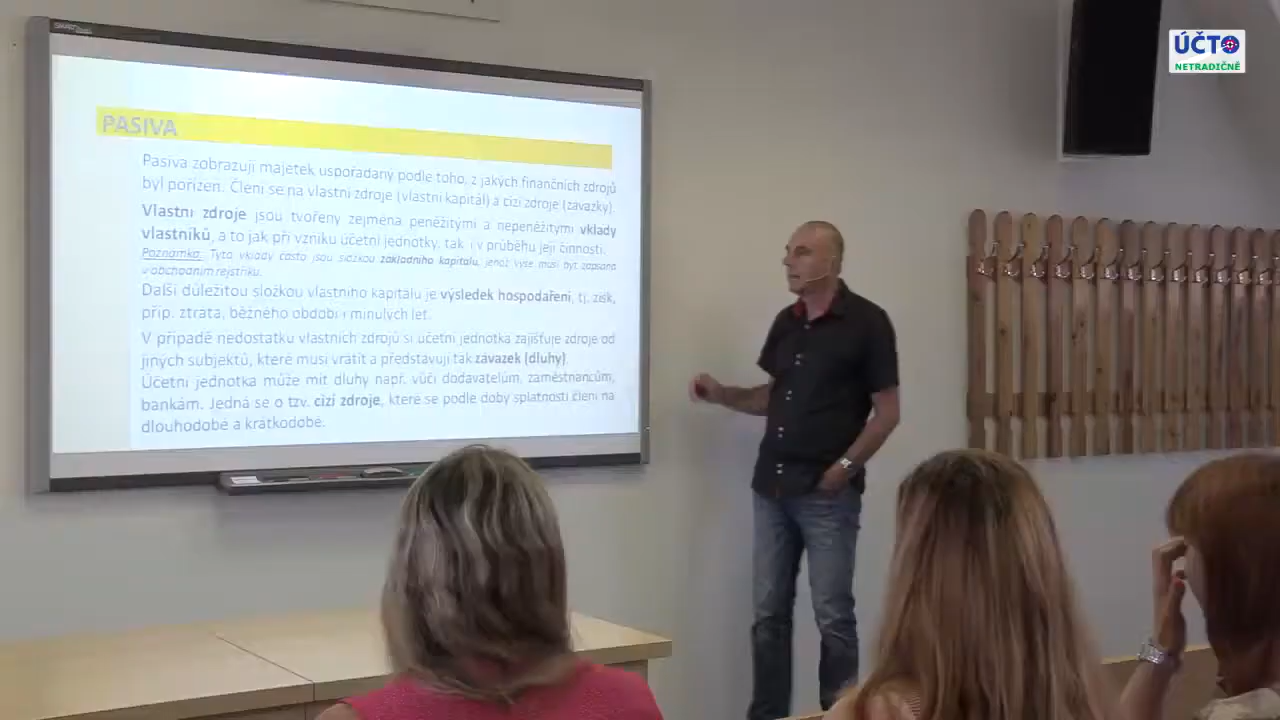 ÚČTO
NETRADIČNĚ
SMART
PASIVA
Pasiva zobrazují majetek uspořádaný podle toho, z jakých finančních zdrojů
byl pořízen. Člení se na vlastní zdroje (vlastní kapitál) a cizí zdroje (závazky).
Vlastní zdroje jsou tvořeny zejména peněžitými a nepeněžitými vklady
vlastníků, a to jak při vzniku účetní jednotky, tak i v průběhu její činnosti.
Poznámka: Tyto vklady často jsou složkou základního kapitálu, jehož výše musí být zapsána
v obchodním rejstříku.
Další důležitou složkou vlastního kapitálu je výsledek hospodaření, tj. zisk,
příp. ztráta, běžného období i minulých let.
V případě nedostatku vlastních zdrojů si účetní jednotka zajišťuje zdroje od
jiných subjektů, které musí vrátit a představují tak závazek (dluhy).
Účetní jednotka může mít dluhy např. vůči dodavatelům, zaměstnancům,
bankám. Jedná se o tzv. cizí zdroje, které se podle doby splatnosti člení na
dlouhodobé a krátkodobé.